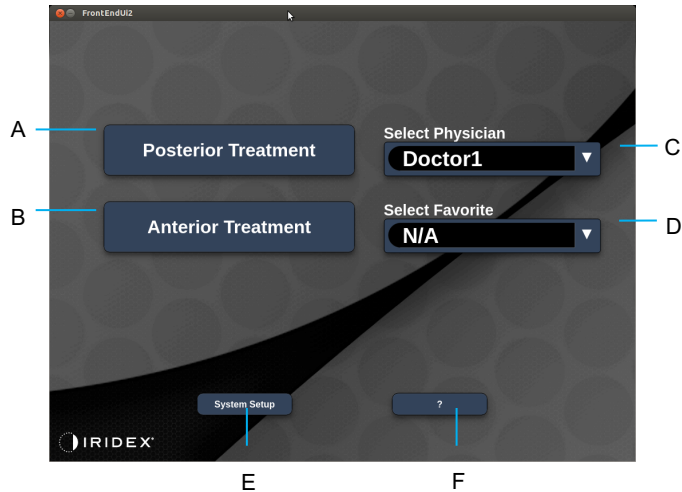 FrontEndUi2
A
Posterior Treatment
Select Physician
Doctor1
C
B
Anterior Treatment
Select Favorite
N/A
D
System Setup
?
IRIDEX
E
F